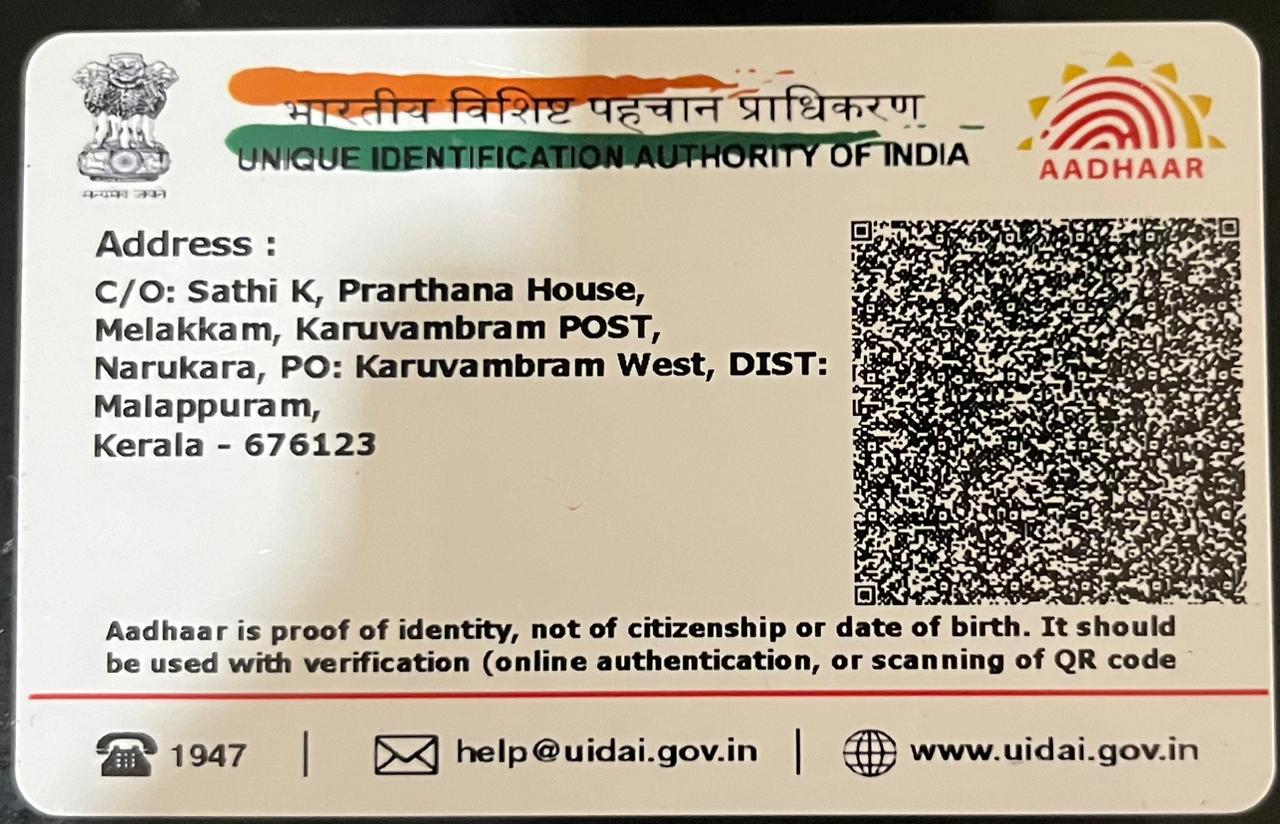 भारतीय विशिष्ट पहचान प्राधिकरण
UNIQUE IDENTIFICATION AUTHORITY OF INDIA
AADHAAR
सत्यमेव जयते
Address :
C/O: Sathi K, Prarthana House,
Melakkam, Karuvambram POST,
Narukara, PO: Karuvambram West, DIST:
Malappuram,
Kerala - 676123
Aadhaar is proof of identity, not of citizenship or date of birth. It should
be used with verification (online authentication, or scanning of QR code
1947 | help@uidai.gov.in | www.uidai.gov.in